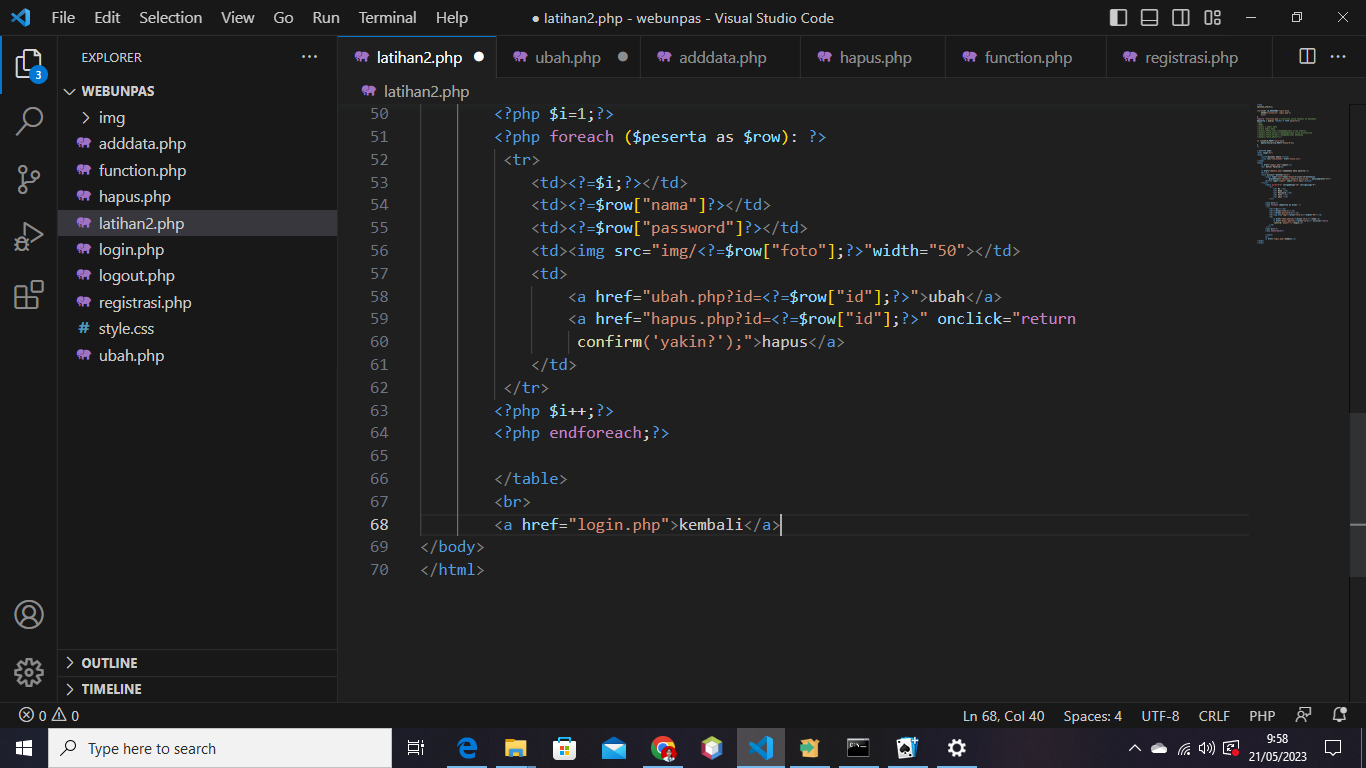 File Edit Selection View Go Run Terminal Help ● latihan2.php - webunpas - Visual Studio Code
EXPLORER ··· latihan2.php ubah.php adddata.php hapus.php function.php registrasi.php ···
3
WEBUNPAS
latihan2.php
img
adddata.php
function.php
hapus.php
latihan2.php
login.php
logout.php
registrasi.php
# style.css
ubah.php
50 <?php $i=1;?>
51 <?php foreach ($peserta as $row): ?>
52 <tr>
53 <td><?=$i;?></td>
54 <td><?=$row["nama"]?></td>
55 <td><?=$row["password"]?></td>
56 <td><img src="img/<?=$row["foto"];?>"width="50"></td>
57 <td>
58 <a href="ubah.php?id=<?=$row["id"];?>">ubah</a>
59 <a href="hapus.php?id=<?=$row["id"];?>" onclick="return
60 confirm('yakin?');">hapus</a>
61 </td>
62 </tr>
63 <?php $i++;?>
64 <?php endforeach;?>
65
66 </table>
67 <br>
68 <a href="login.php">kembali</a>
69 </body>
70 </html>
OUTLINE
TIMELINE
0 0 Ln 68, Col 40 Spaces: 4 UTF-8 CRLF PHP
Type here to search
9:58
21/05/2023